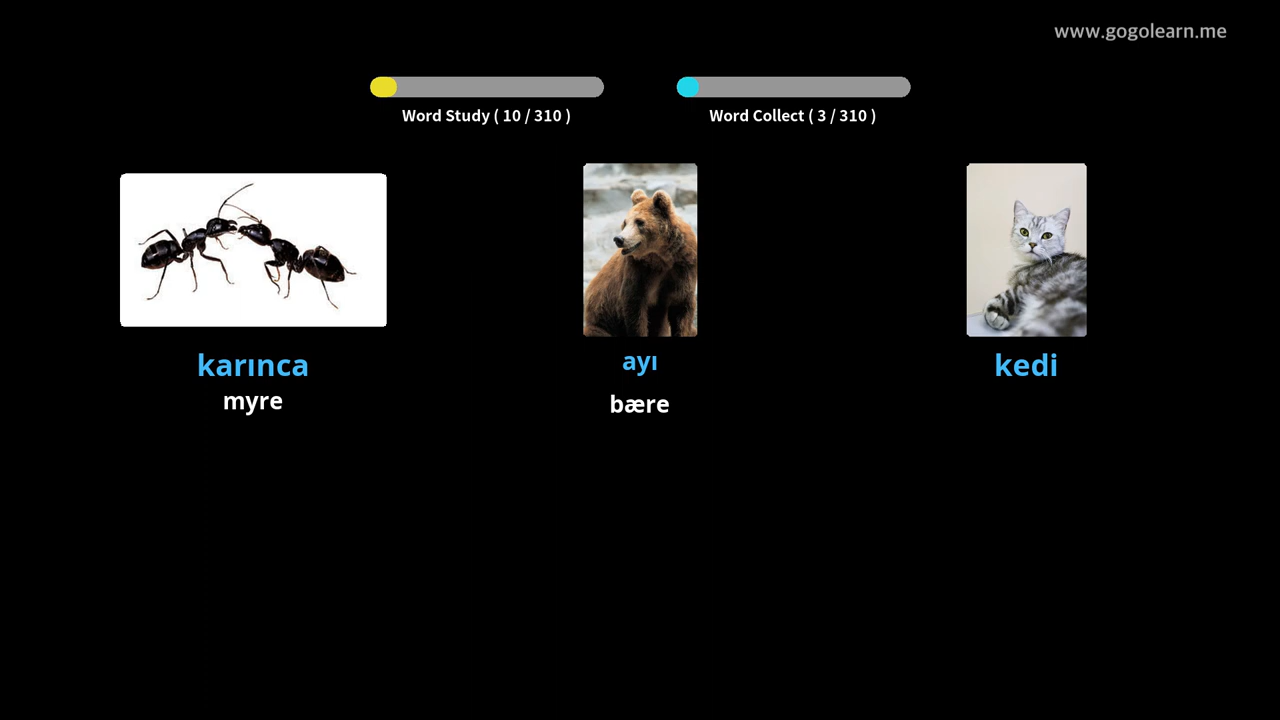 www.gogolearn.me
Word Study ( 10 / 310 )
Word Collect ( 3 / 310 )
karınca
myre
ayı
bære
kedi